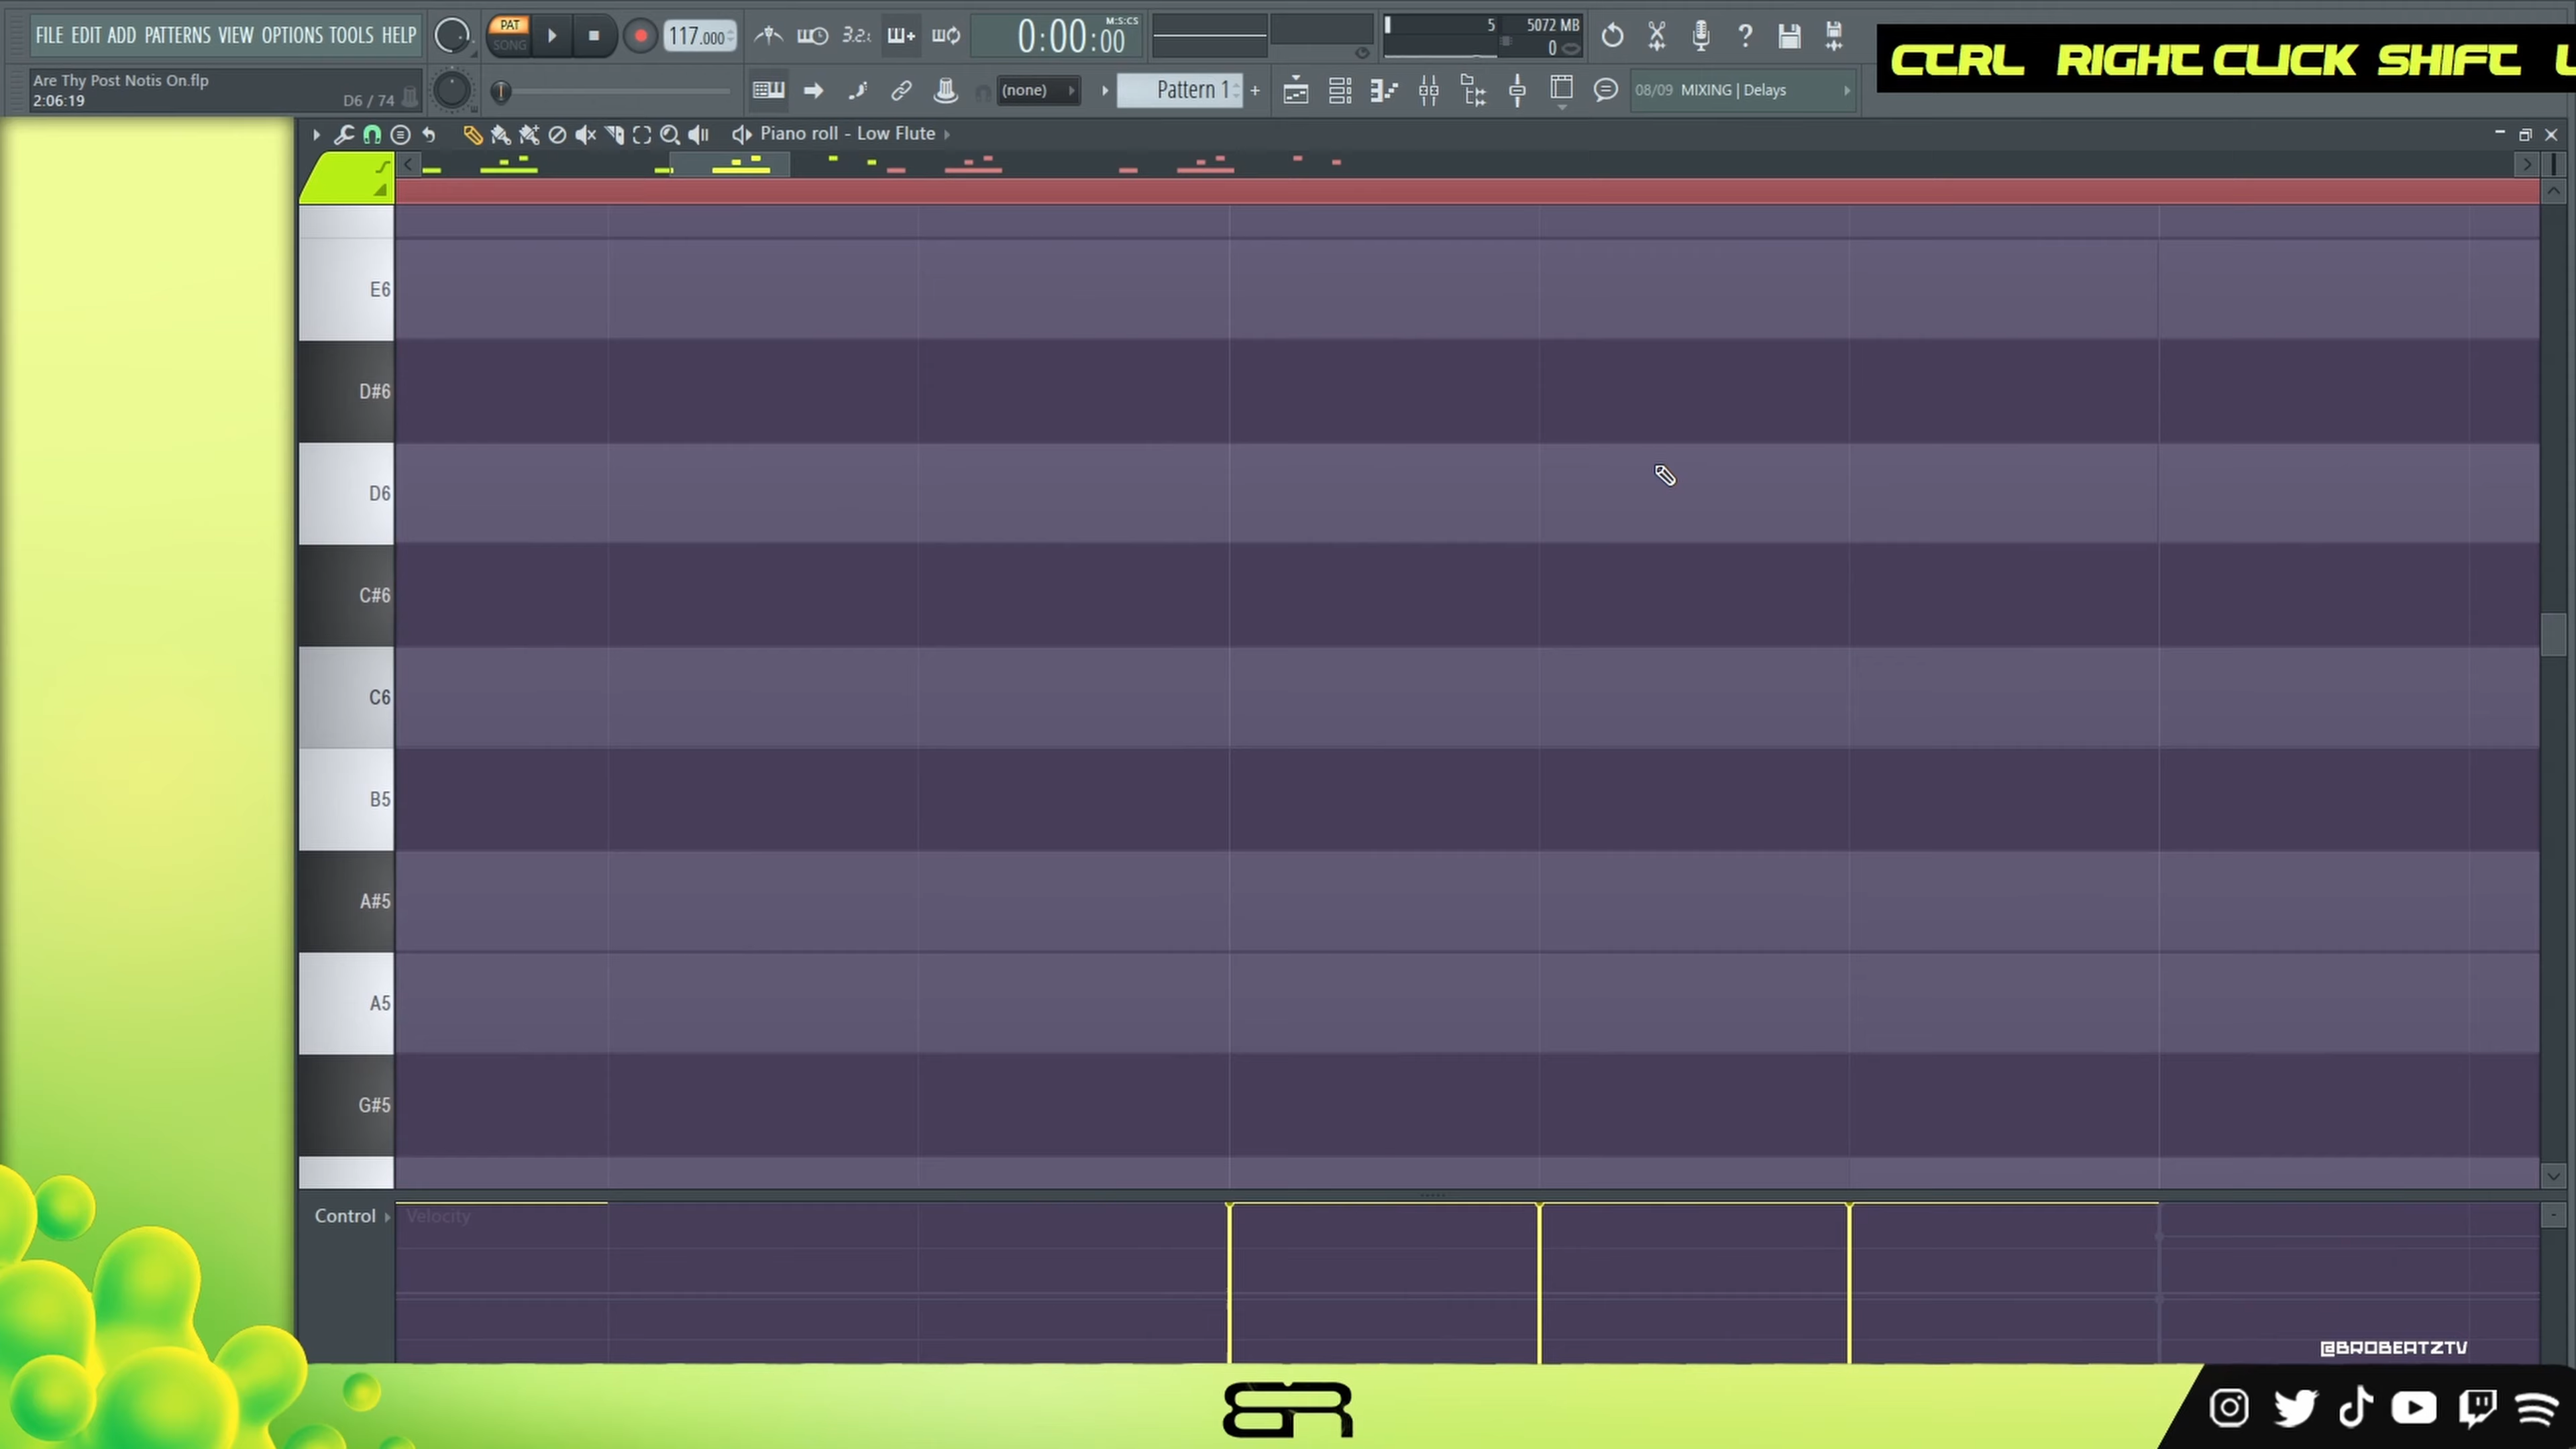 FILE EDIT ADD PATTERNS VIEW OPTIONS TOOLS HELP
PAT
SONG
117.000
3.2.
M:S:CS
0:00:00
5
5072 MB
0
CTRL RIGHT CLICK SHIFT
Are Thy Post Notis On.flp
2:06:19
D6 / 74
(none)
Pattern 1
08/09 MIXING | Delays
Piano roll - Low Flute
E6
D#6
D6
C#6
C6
B5
A#5
A5
G#5
Control
Velocity
@BROBEATZTV
BR